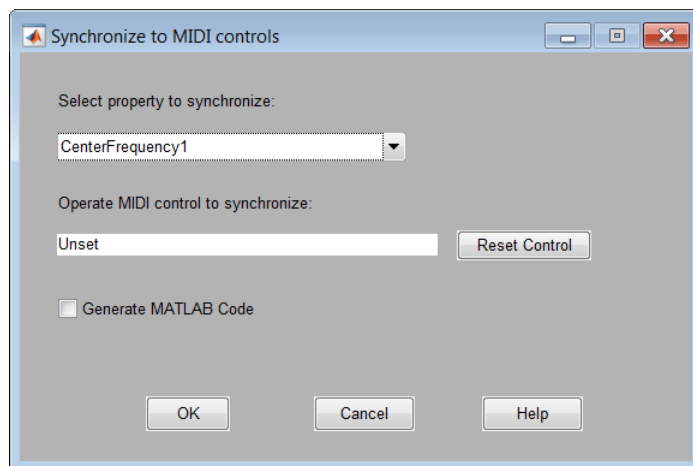 Synchronize to MIDI controls
Select property to synchronize:
CenterFrequency1
Operate MIDI control to synchronize:
Unset
Reset Control
Generate MATLAB Code
OK
Cancel
Help